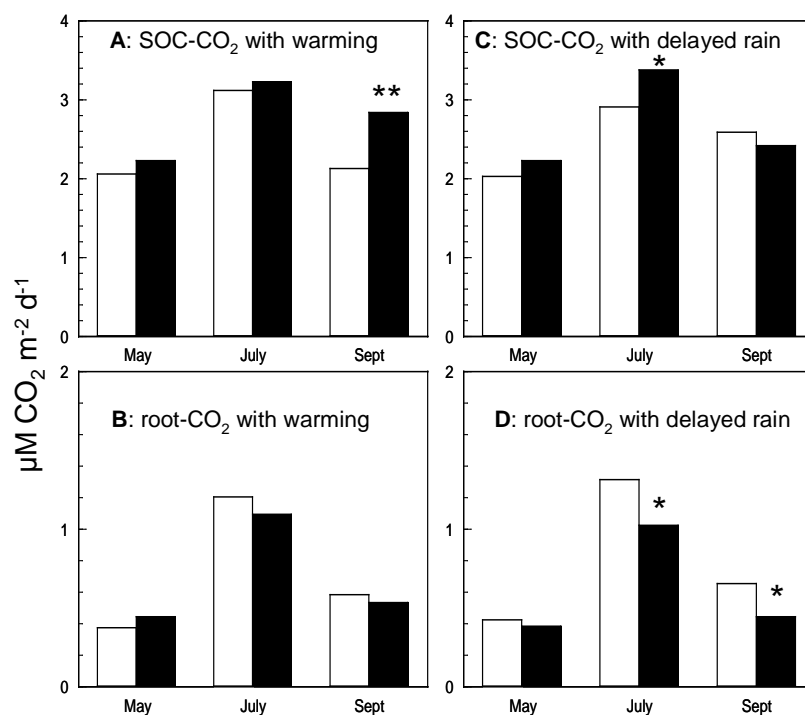 µM CO₂ m⁻² d⁻¹
A: SOC-CO₂ with warming
4
3
2
1
0
**
May July Sept
C: SOC-CO₂ with delayed rain
4
3
2
1
0
*
May July Sept
B: root-CO₂ with warming
2
1
0
May July Sept
D: root-CO₂ with delayed rain
2
1
0
*
*
May July Sept